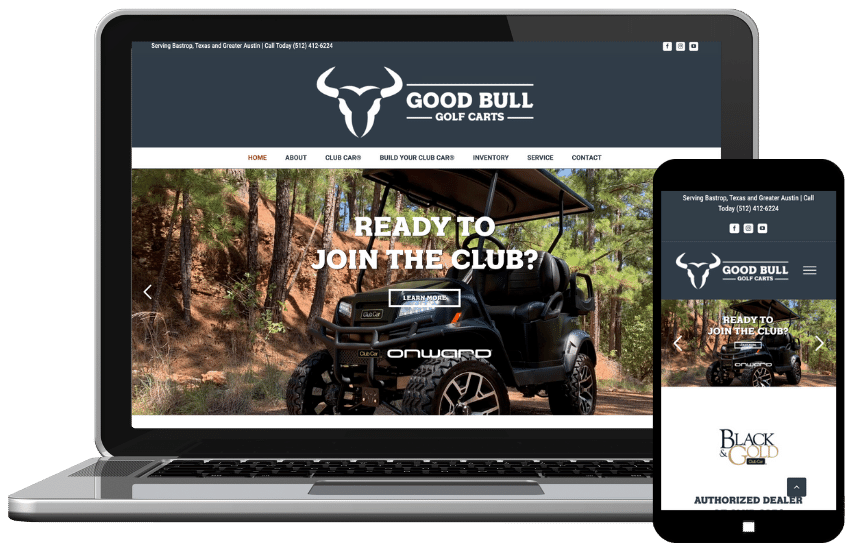 Serving Bastrop, Texas and Greater Austin | Call Today (512) 412-6224
GOOD BULL
GOLF CARTS
HOME ABOUT CLUB CAR® BUILD YOUR CLUB CAR® INVENTORY SERVICE CONTACT
READY TO
JOIN THE CLUB?
LEARN MORE
Club Car
Club Car ONWARD
Serving Bastrop, Texas and Greater Austin | Call
Today (512) 412-6224
GOOD BULL
GOLF CARTS
READY TO
JOIN THE CLUB?
ONWARD
BLACK
& GOLD
Club Car
AUTHORIZED DEALER